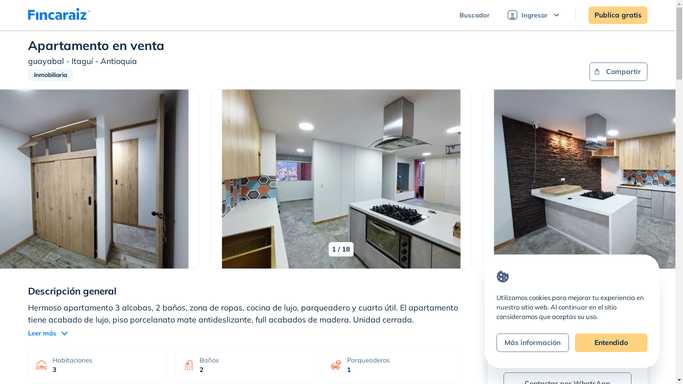 Fincaraiz
Buscador
Ingresar
Publica gratis
Apartamento en venta
guayabal - Itaguí - Antioquia
Inmobiliaria
Compartir
1 / 18
Descripción general
Hermoso apartamento 3 alcobas, 2 baños, zona de ropas, cocina de lujo, parqueadero y cuarto útil. El apartamento
tiene acabado de lujo, piso porcelanato mate antideslizante, full acabados de madera. Unidad cerrada.
Leer más
Habitaciones
3
Baños
2
Parqueaderos
1
Utilizamos cookies para mejorar tu experiencia en
nuestro sitio web. Al continuar en el sitio
consideramos que aceptas su uso.
Más información
Entendido
Contactar por WhatsApp